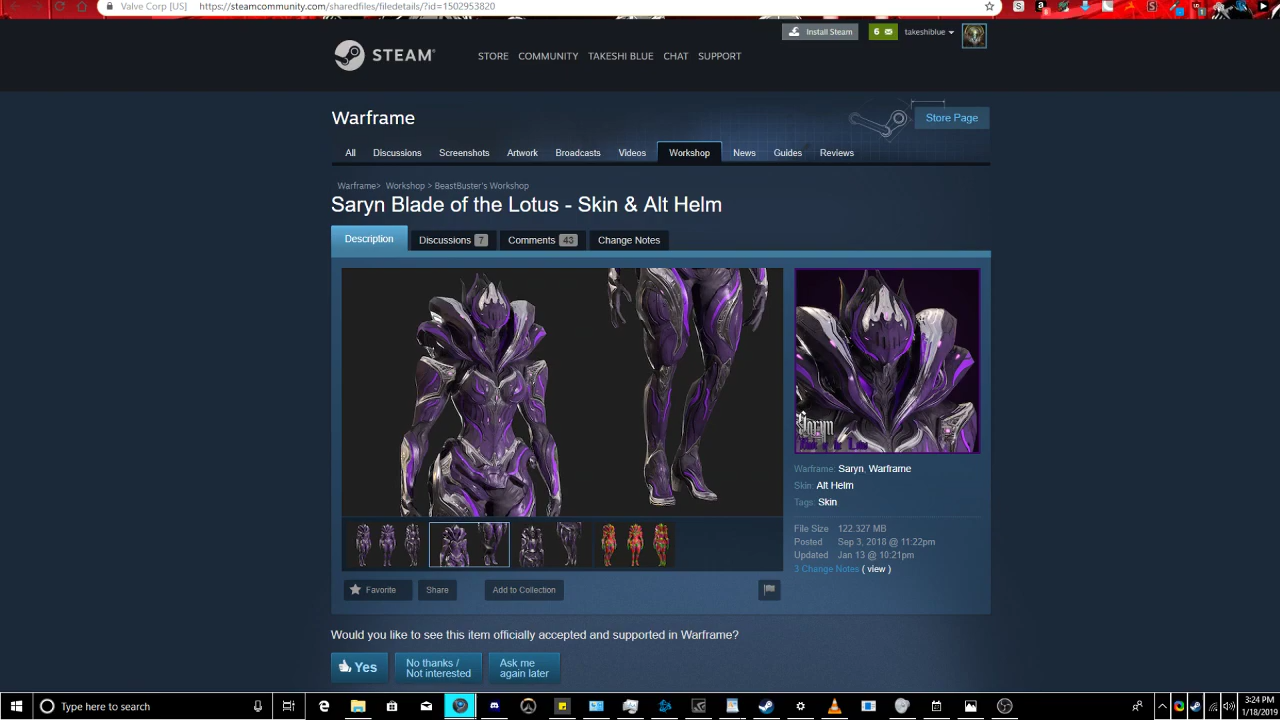 Valve Corp [US] https://steamcommunity.com/sharedfiles/filedetails/?id=1502953820
Install Steam 6 takeshiblue
STEAM® STORE COMMUNITY TAKESHI BLUE CHAT SUPPORT
Warframe
Store Page
All Discussions Screenshots Artwork Broadcasts Videos Workshop News Guides Reviews
Warframe> Workshop > BeastBuster's Workshop
Saryn Blade of the Lotus - Skin & Alt Helm
Description Discussions 7 Comments 43 Change Notes
Saryn
Warframe: Saryn, Warframe
Skin: Alt Helm
Tags: Skin
File Size 122.327 MB
Posted Sep 3, 2018 @ 11:22pm
Updated Jan 13 @ 10:21pm
3 Change Notes ( view )
Favorite Share Add to Collection
Would you like to see this item officially accepted and supported in Warframe?
Yes
No thanks /
Not interested
Ask me
again later
Type here to search
3:24 PM
1/18/2019